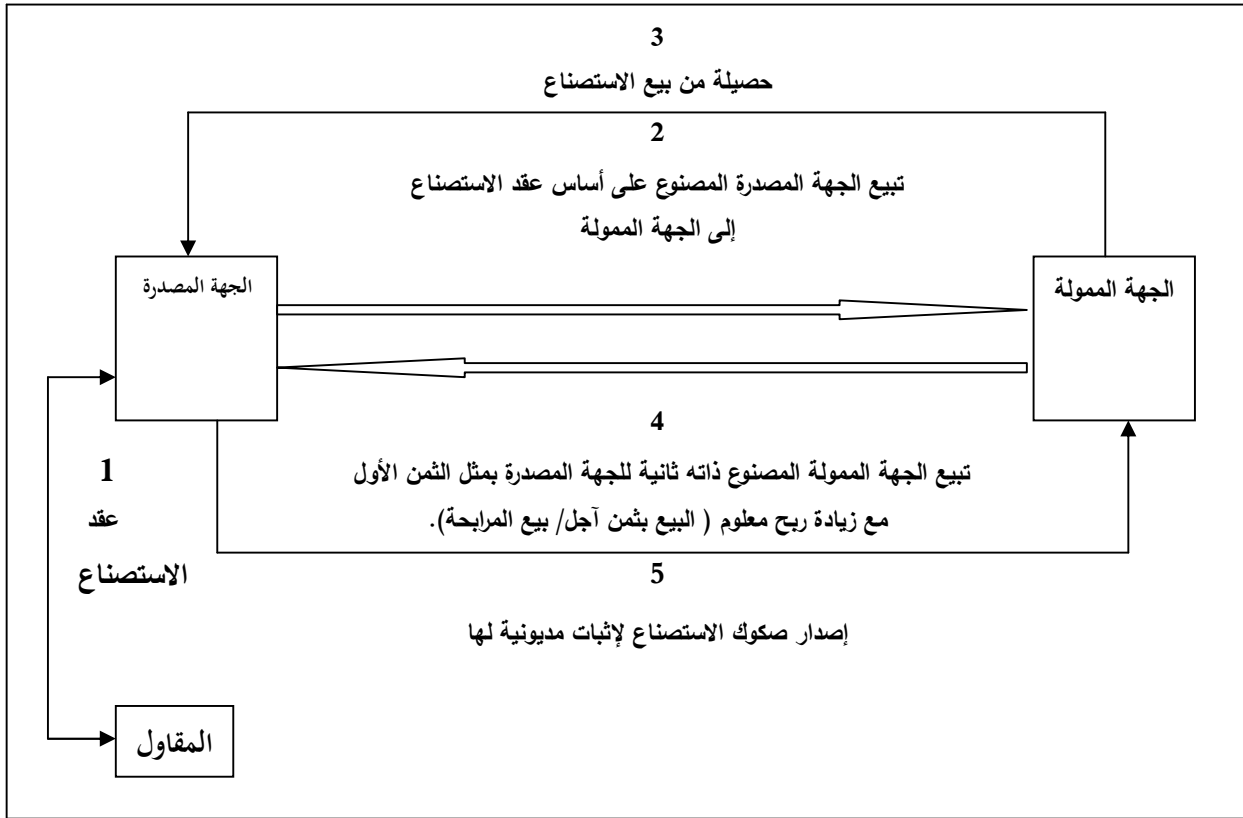 3
حصيلة من بيع الاستصناع
2
تبيع الجهة المصدرة المصنوع على أساس عقد الاستصناع
إلى الجهة الممولة
الجهة المصدرة
الجهة الممولة
4
تبيع الجهة الممولة المصنوع ذاته ثانية للجهة المصدرة بمثل الثمن الأول
مع زيادة ربح معلوم ( البيع بثمن آجل/ بيع المرابحة).
1
عقد
الاستصناع
5
إصدار صكوك الاستصناع لإثبات مديونية لها
المقاول